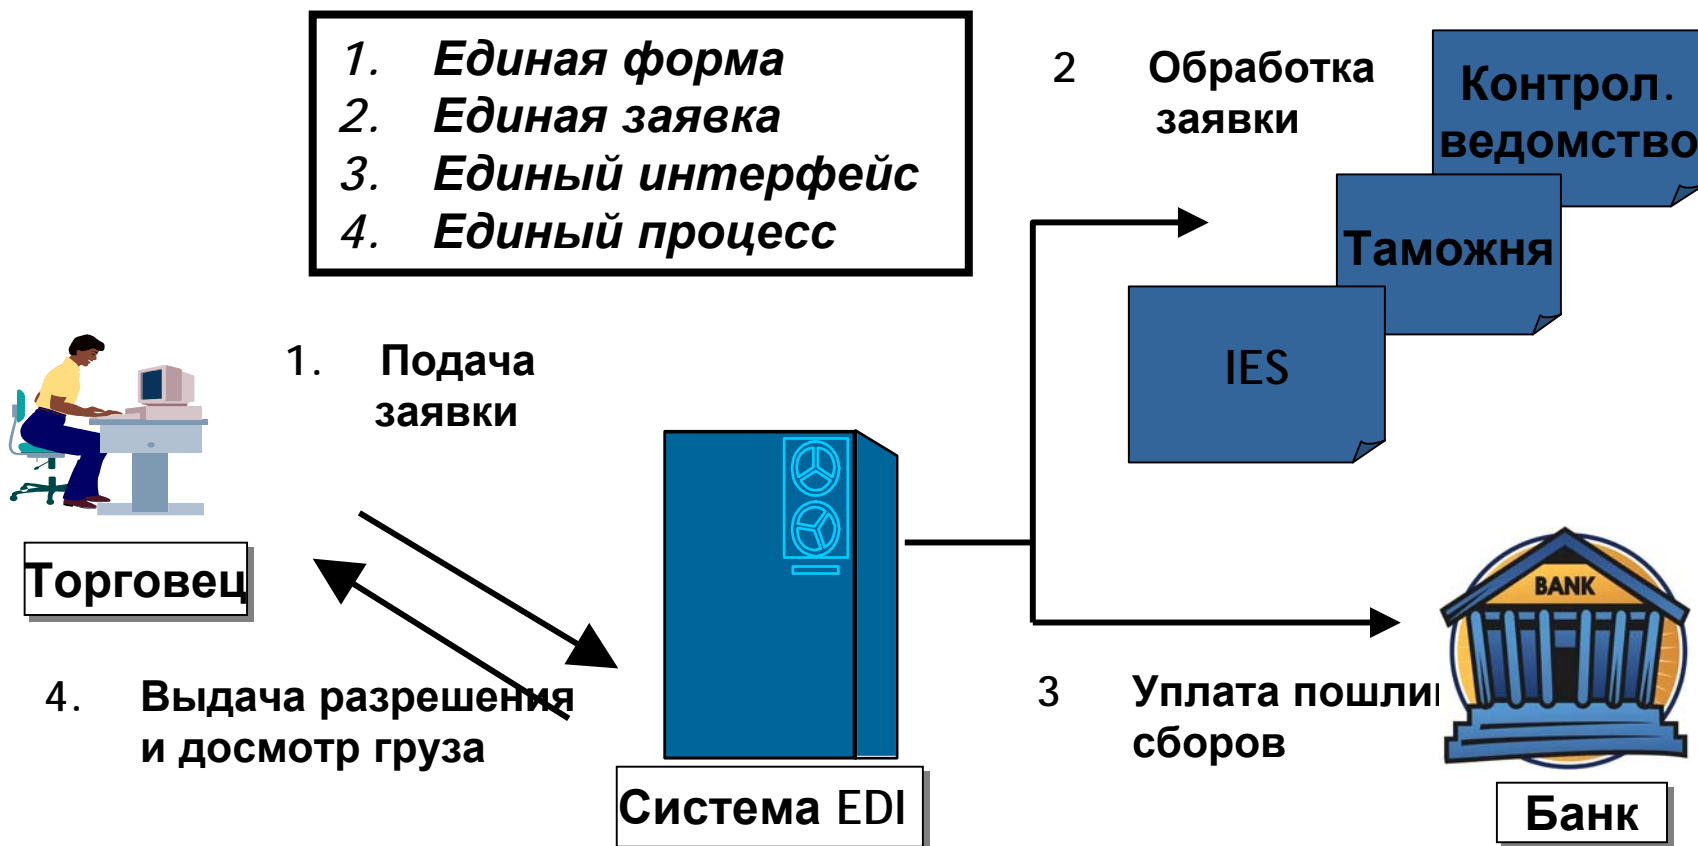 1. Единая форма
2. Единая заявка
3. Единый интерфейс
4. Единый процесс
2 Обработка
заявки
Контрол.
ведомство
Таможня
IES
1. Подача
заявки
Торговец
4. Выдача разрешения
и досмотр груза
Система EDI
3 Уплата
сборов
BANK
Банк